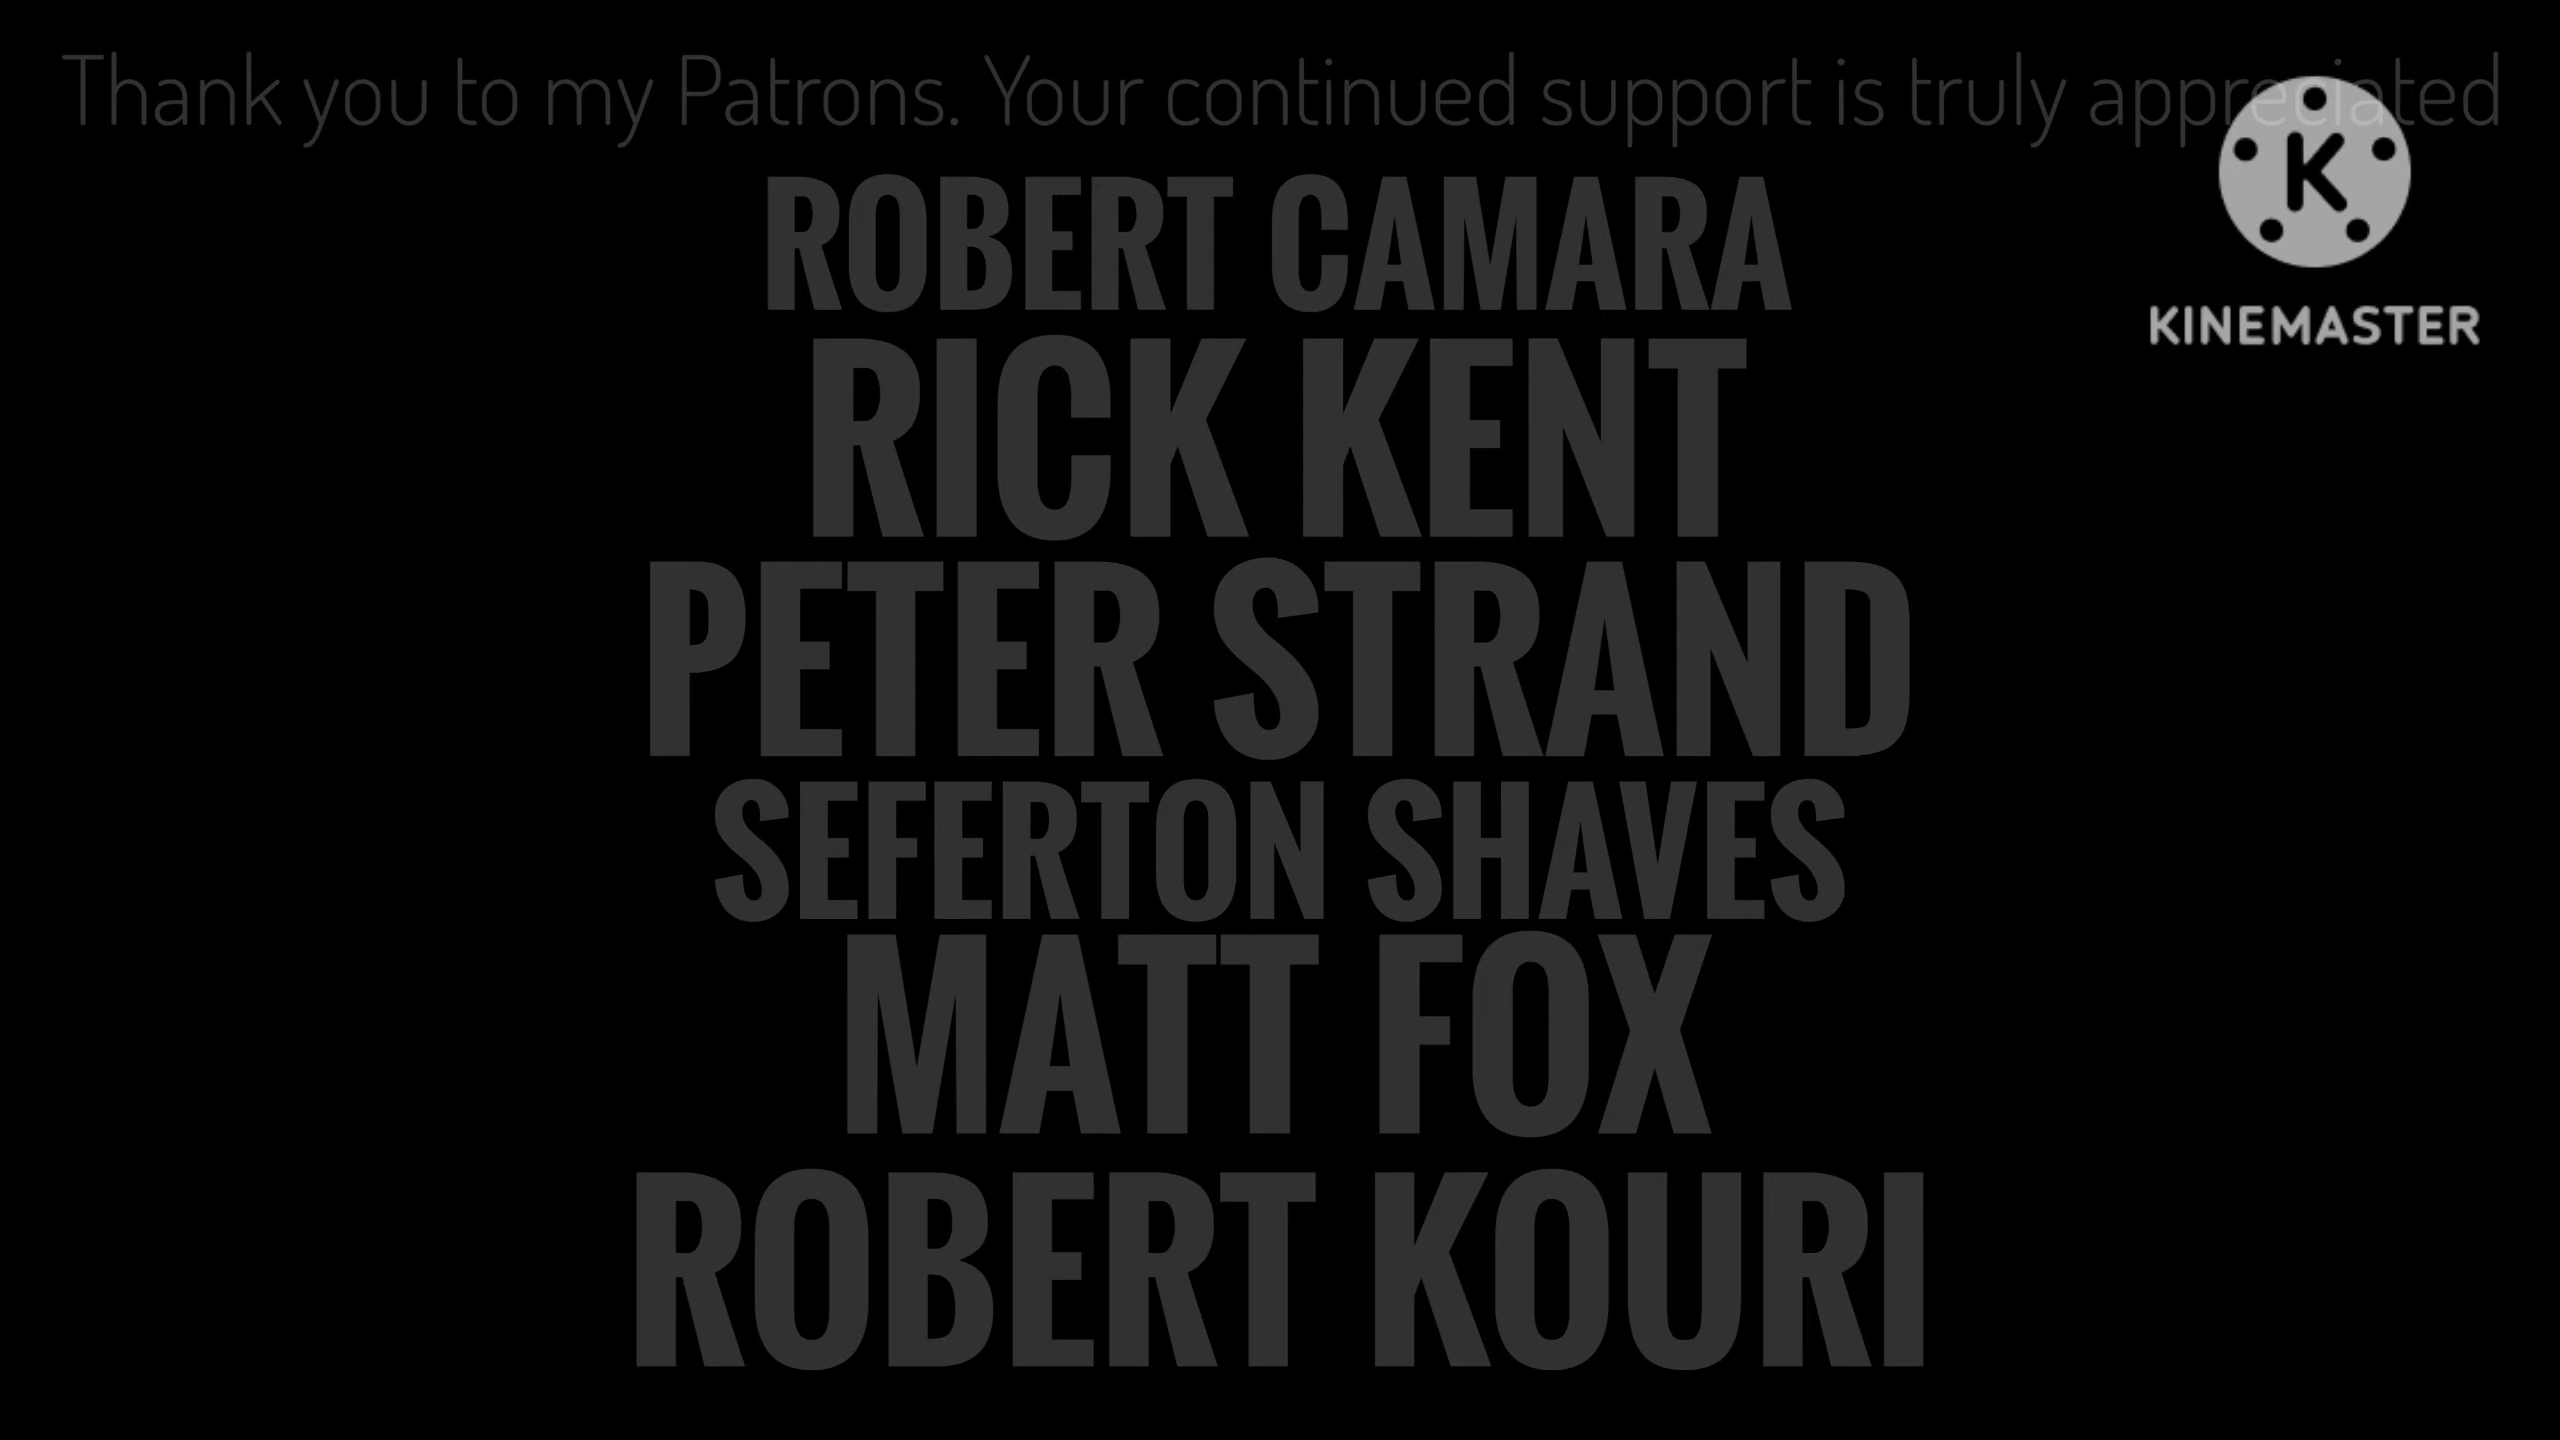 Thank you to my Patrons. Your continued support is truly appreciated
K
KINEMASTER
ROBERT CAMARA
RICK KENT
PETER STRAND
SEFERTON SHAVES
MATT FOX
ROBERT KOURI